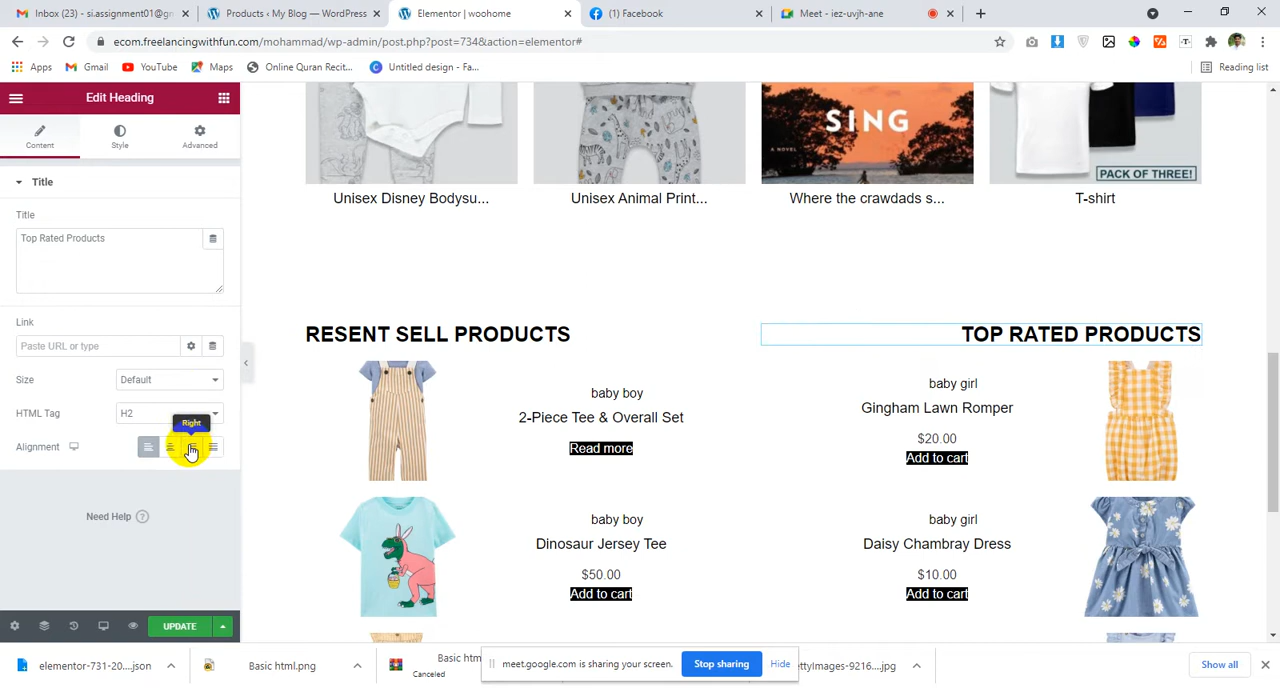 Inbox (23) - si.assignment01@gm
Products ‹ My Blog — WordPress
Elementor | woohome
(1) Facebook
Meet - iez-uvjh-ane
ecom.freelancingwithfun.com/mohammad/wp-admin/post.php?post=734&action=elementor#
Apps
Gmail
YouTube
Maps
Online Quran Recit...
Untitled design - Fa...
Reading list
Edit Heading
Content
Style
Advanced
Title
Title
Top Rated Products
Link
Paste URL or type
Size
Default
HTML Tag
H2
Right
Alignment
Need Help
UPDATE
SING
A NOVEL
PACK OF THREE!
Unisex Disney Bodysu...
Unisex Animal Print...
Where the crawdads s...
T-shirt
RESENT SELL PRODUCTS
TOP RATED PRODUCTS
baby boy
2-Piece Tee & Overall Set
Read more
baby girl
Gingham Lawn Romper
$20.00
Add to cart
baby boy
Dinosaur Jersey Tee
$50.00
Add to cart
baby girl
Daisy Chambray Dress
$10.00
Add to cart
elementor-731-20....json
Basic html.png
Basic htm
Canceled
meet.google.com is sharing your screen.
Stop sharing
Hide
ettyImages-9216....jpg
Show all